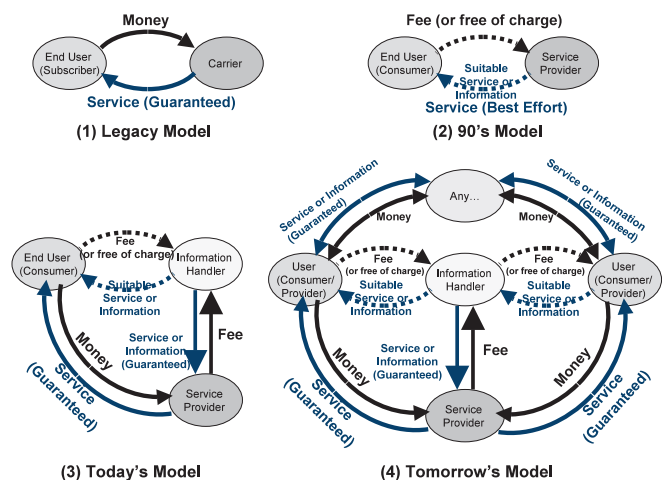 Money
End User
(Subscriber)
Carrier
Service (Guaranteed)
(1) Legacy Model
Fee (or free of charge)
End User
(Consumer)
Service
Provider
Suitable
Service or
Information
Service (Best Effort)
(2) 90's Model
End User
(Consumer)
Fee
(or free of charge)
Information
Handler
Suitable
Service or
Information
Money
Service
(Guaranteed)
Service or
Information
(Guaranteed)
Fee
Service
Provider
(3) Today's Model
Service or Information
(Guaranteed)
Money
Any...
Service or Information
(Guaranteed)
Money
User
(Consumer/
Provider)
Fee
(or free of charge)
Suitable
Service or
Information
Information
Handler
Fee
(or free of charge)
Suitable
Service or
Information
User
(Consumer/
Provider)
Money
Service
(Guaranteed)
Service or
Information
(Guaranteed)
Fee
Money
Service
(Guaranteed)
Service
Provider
(4) Tomorrow's Model